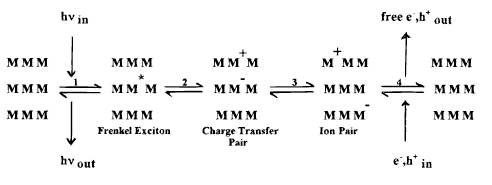 hν in
free e⁻,h⁺ out
M M M M M M M M⁺M M⁺M M M M M
M M M 1 M M* M 2 M M⁻M 3 M M M 4 M M M
M M M M M M M M M M M M⁻ M M M
Frenkel Exciton Charge Transfer Pair Ion Pair
hν out
e⁻,h⁺ in